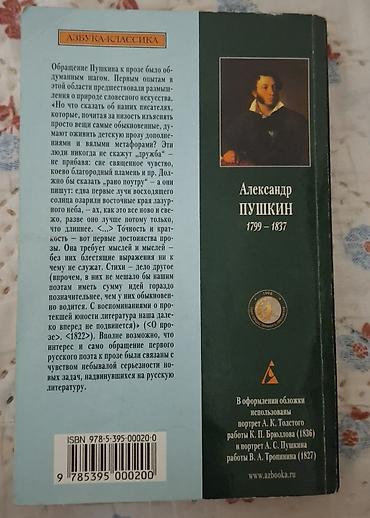 АЗБУКА-КЛАССИКА
Обращение Пушкина к прозе было об-
думанным шагом. Первым опытам в
этой области предшествовали размыш-
ления о природе словесного искусства.
«Но что сказать об наших писателях,
которые, почитая за низость изъяснять
просто вещи самые обыкновенные, ду-
мают оживить детскую прозу дополне-
ниями и вялыми метафорами? Эти
люди никогда не скажут „дружба“ –
не прибавя: сие священное чувство,
коего благородный пламень и пр. Должно
бы сказать „рано поутру“ – а они
пишут: едва первые лучи восходящего
солнца озарили восточные края лазур-
ного неба, – ах, как это все ново и све-
жо, разве оно лучше потому только,
что длиннее. <...> Точность и крат-
кость – вот первые достоинства про-
зы. Она требует мыслей и мыслей –
без них блестящие выражения ни к
чему не служат. Стихи – дело другое
(впрочем, в них не мешало бы нашим
поэтам иметь сумму идей гораздо
позначительнее, чем у них обыкновен-
но водится. С воспоминаниями о про-
текшей юности литература наша дале-
ко вперед не подвинется)» (<О про-
зе>, <1822>). Вполне возможно, что
интерес и само обращение первого
русского поэта к прозе были связаны с
чувством небывалой серьезности но-
вых задач, надвинувшихся на русскую
литературу.
ISBN 978-5-395-00020-0
9 785395 000200
Александр
ПУШКИН
1799 – 1837
В оформлении обложки
использованы
портрет А. К. Толстого
работы К. П. Брюллова (1836)
и портрет А. С. Пушкина
работы В. А. Тропинина (1827)
www.azbooka.ru